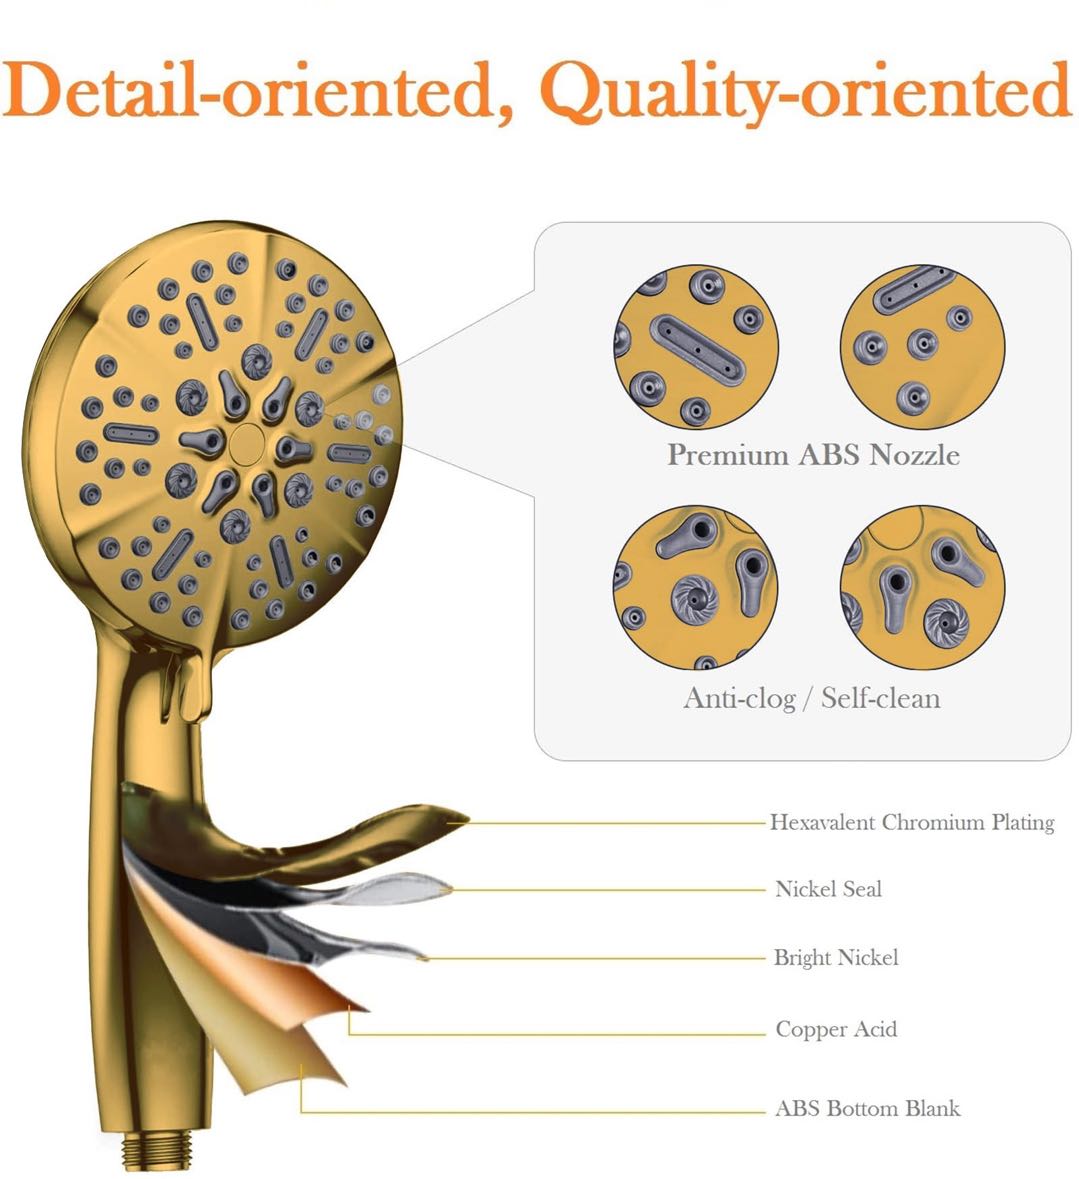 Detail-oriented, Quality-oriented
Premium ABS Nozzle
Anti-clog / Self-clean
Hexavalent Chromium Plating
Nickel Seal
Bright Nickel
Copper Acid
ABS Bottom Blank